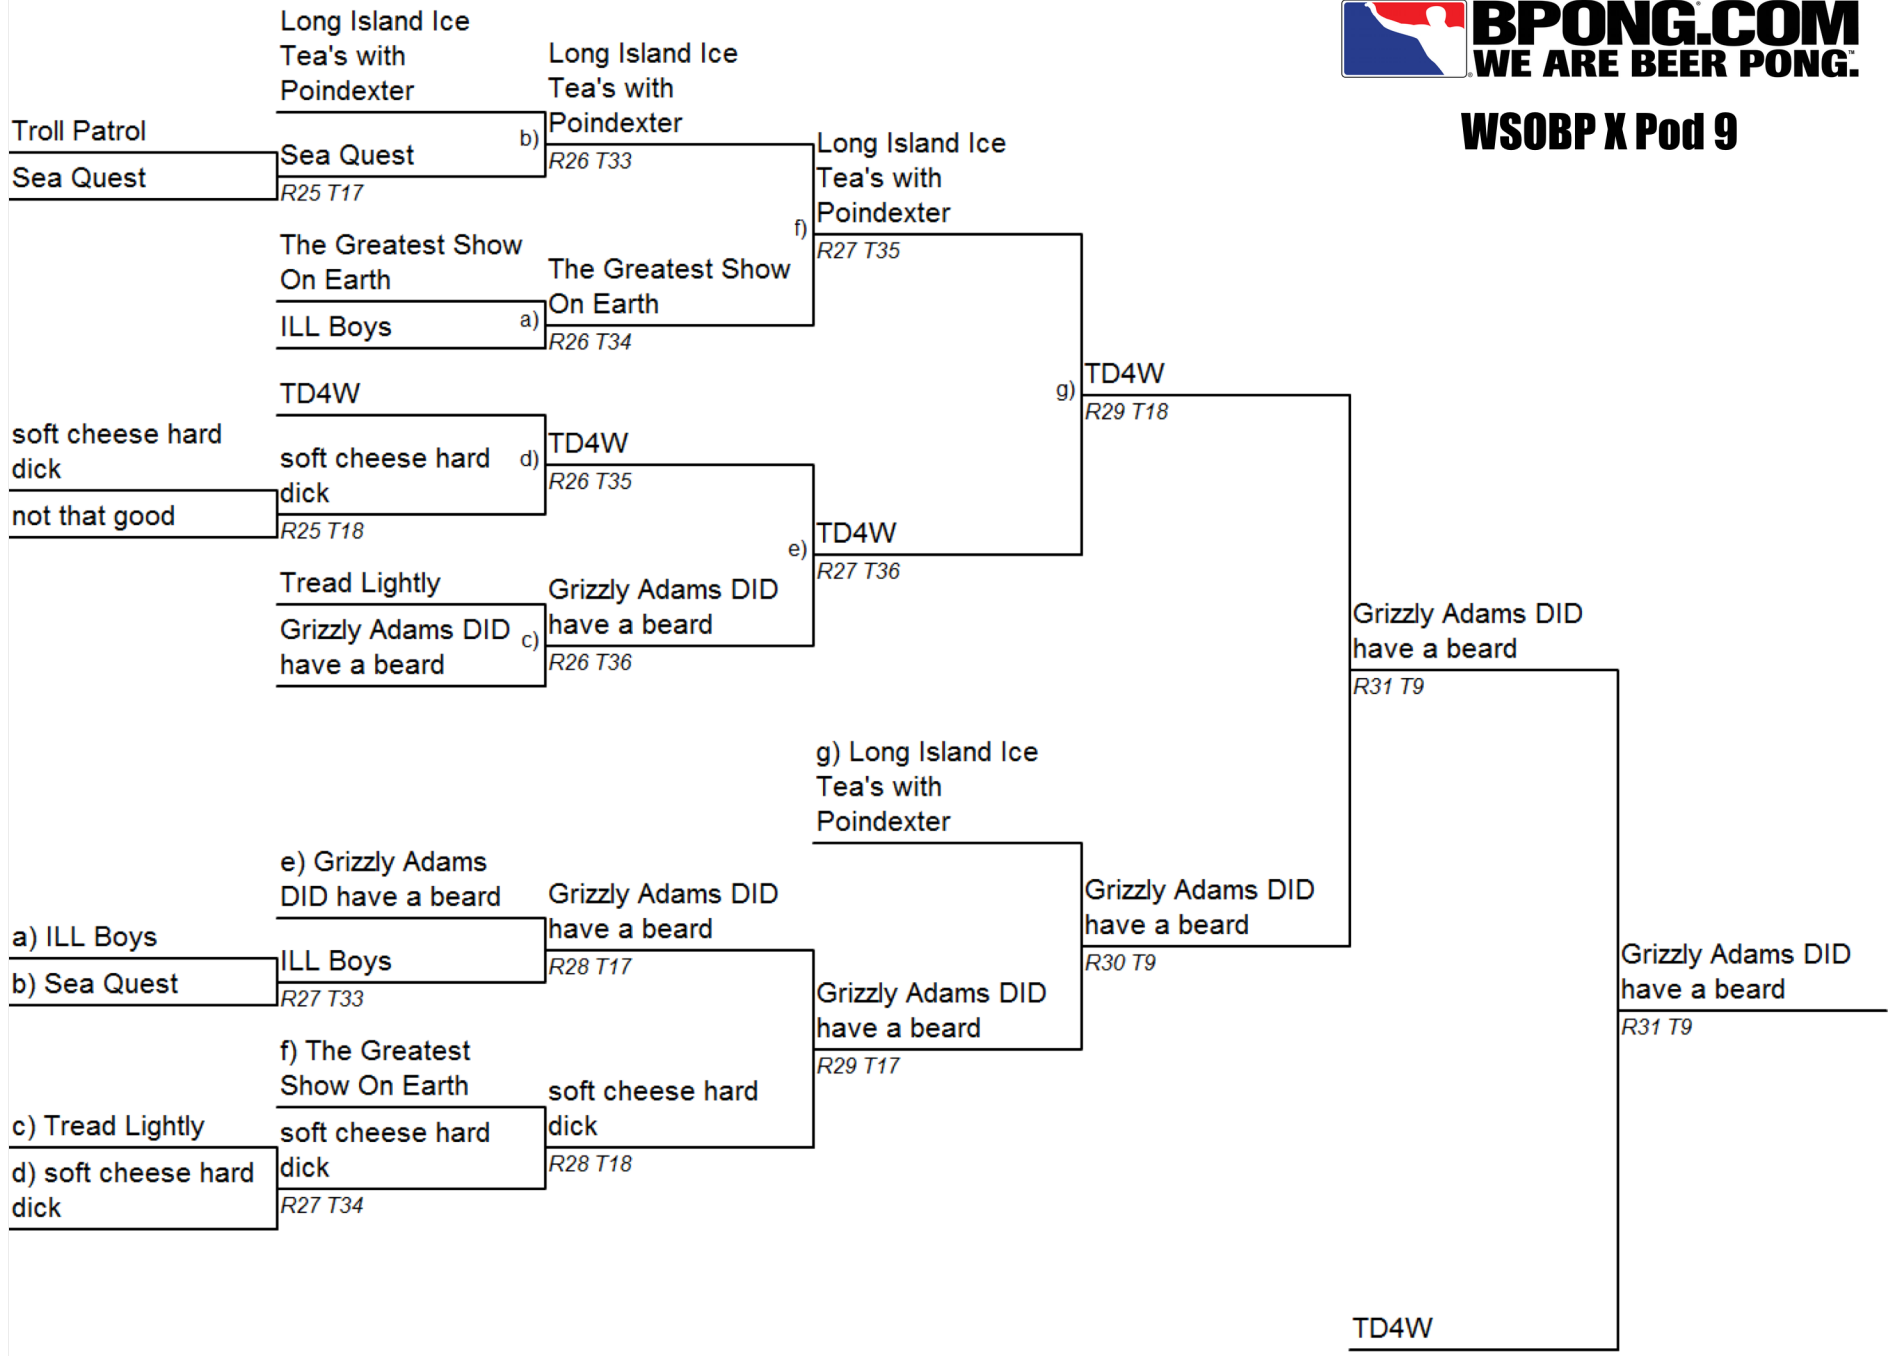 BPONG.COM
WE ARE BEER PONG.™
WSOBP X Pod 9
Troll Patrol
Sea Quest
soft cheese hard
dick
not that good
a) ILL Boys
b) Sea Quest
c) Tread Lightly
d) soft cheese hard
dick
Long Island Ice
Tea's with
Poindexter
Sea Quest
R25 T17
b)
The Greatest Show
On Earth
ILL Boys
a)
TD4W
soft cheese hard
dick
R25 T18
d)
Tread Lightly
Grizzly Adams DID
have a beard
c)
e) Grizzly Adams
DID have a beard
ILL Boys
R27 T33
f) The Greatest
Show On Earth
soft cheese hard
dick
R27 T34
Long Island Ice
Tea's with
Poindexter
R26 T33
f)
The Greatest Show
On Earth
R26 T34
TD4W
R26 T35
e)
Grizzly Adams DID
have a beard
R26 T36
Grizzly Adams DID
have a beard
R28 T17
soft cheese hard
dick
R28 T18
Long Island Ice
Tea's with
Poindexter
R27 T35
g)
TD4W
R27 T36
g) Long Island Ice
Tea's with
Poindexter
Grizzly Adams DID
have a beard
R29 T17
TD4W
R29 T18
Grizzly Adams DID
have a beard
R30 T9
Grizzly Adams DID
have a beard
R31 T9
TD4W
Grizzly Adams DID
have a beard
R31 T9